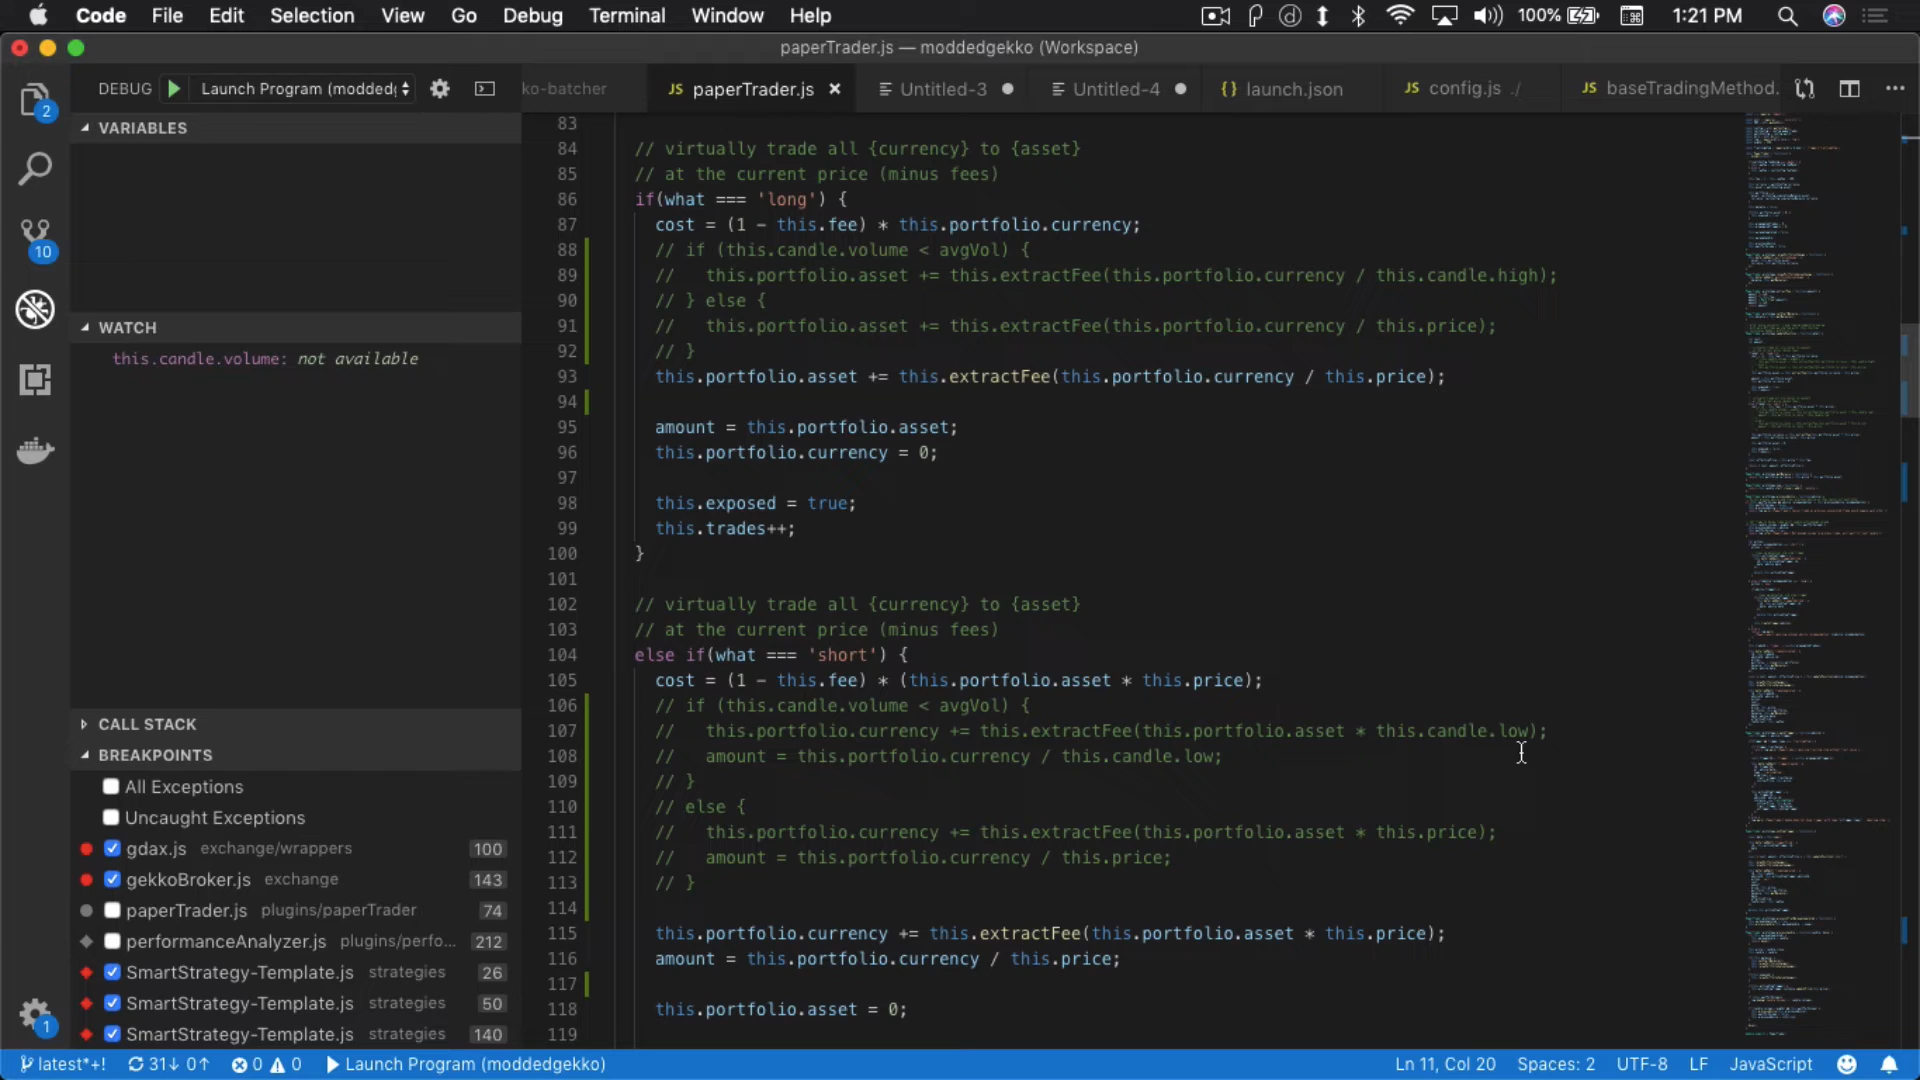 Code File Edit Selection View Go Debug Terminal Window Help 100% 1:21 PM
paperTrader.js — moddedgekko (Workspace)
DEBUG Launch Program (modded ko-batcher JS paperTrader.js × Untitled-3 Untitled-4 {} launch.json JS config.js ./ JS baseTradingMethod. ...
2
10
1
VARIABLES
WATCH
this.candle.volume: not available
CALL STACK
BREAKPOINTS
All Exceptions
Uncaught Exceptions
gdax.js exchange/wrappers 100
gekkoBroker.js exchange 143
paperTrader.js plugins/paperTrader 74
performanceAnalyzer.js plugins/perfo... 212
SmartStrategy-Template.js strategies 26
SmartStrategy-Template.js strategies 50
SmartStrategy-Template.js strategies 140
83
84 // virtually trade all {currency} to {asset}
85 // at the current price (minus fees)
86 if(what === 'long') {
87 cost = (1 - this.fee) * this.portfolio.currency;
88 // if (this.candle.volume < avgVol) {
89 //   this.portfolio.asset += this.extractFee(this.portfolio.currency / this.candle.high);
90 // } else {
91 //   this.portfolio.asset += this.extractFee(this.portfolio.currency / this.price);
92 // }
93 this.portfolio.asset += this.extractFee(this.portfolio.currency / this.price);
94
95 amount = this.portfolio.asset;
96 this.portfolio.currency = 0;
97
98 this.exposed = true;
99 this.trades++;
100 }
101
102 // virtually trade all {currency} to {asset}
103 // at the current price (minus fees)
104 else if(what === 'short') {
105 cost = (1 - this.fee) * (this.portfolio.asset * this.price);
106 // if (this.candle.volume < avgVol) {
107 //   this.portfolio.currency += this.extractFee(this.portfolio.asset * this.candle.low);
108 //   amount = this.portfolio.currency / this.candle.low;
109 // }
110 // else {
111 //   this.portfolio.currency += this.extractFee(this.portfolio.asset * this.price);
112 //   amount = this.portfolio.currency / this.price;
113 // }
114
115 this.portfolio.currency += this.extractFee(this.portfolio.asset * this.price);
116 amount = this.portfolio.currency / this.price;
117
118 this.portfolio.asset = 0;
119
latest*+! 31↓ 0↑ 0 0 Launch Program (moddedgekko) Ln 11, Col 20 Spaces: 2 UTF-8 LF JavaScript